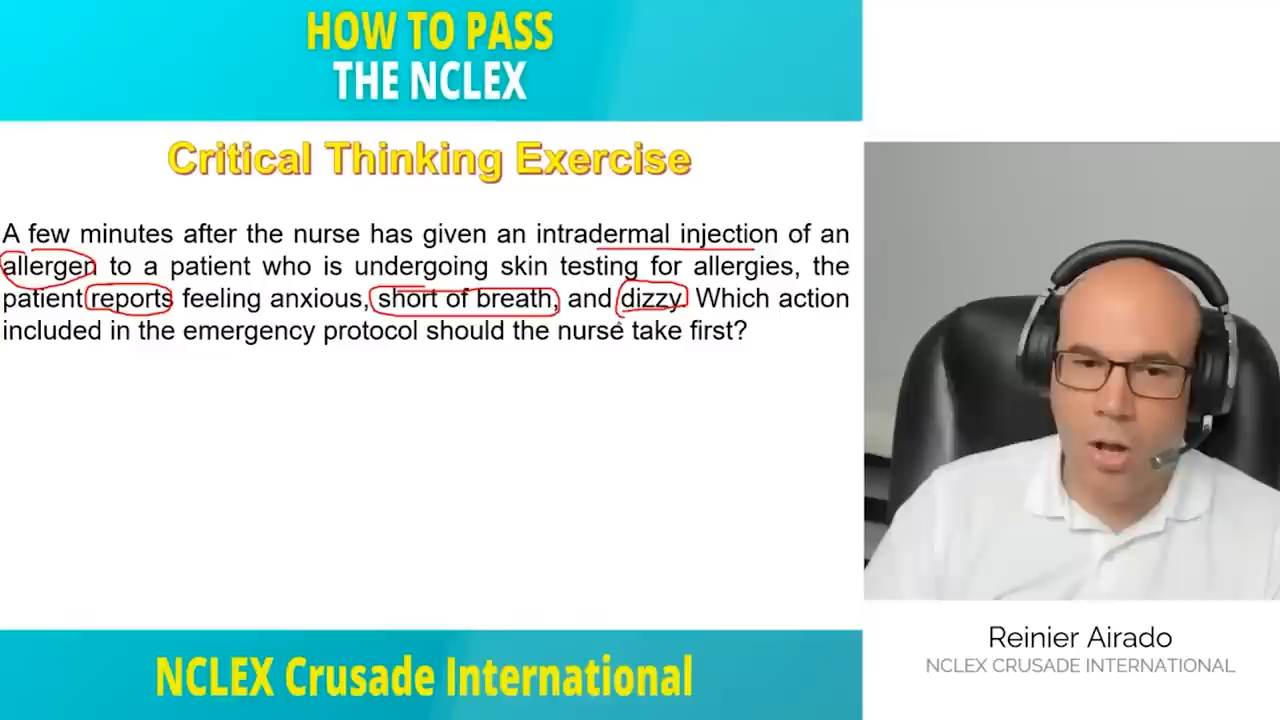 HOW TO PASS
THE NCLEX
Critical Thinking Exercise
A few minutes after the nurse has given an intradermal injection of an
allergen to a patient who is undergoing skin testing for allergies, the
patient reports feeling anxious, short of breath, and dizzy. Which action
included in the emergency protocol should the nurse take first?
NCLEX Crusade International
Reinier Airado
NCLEX CRUSADE INTERNATIONAL